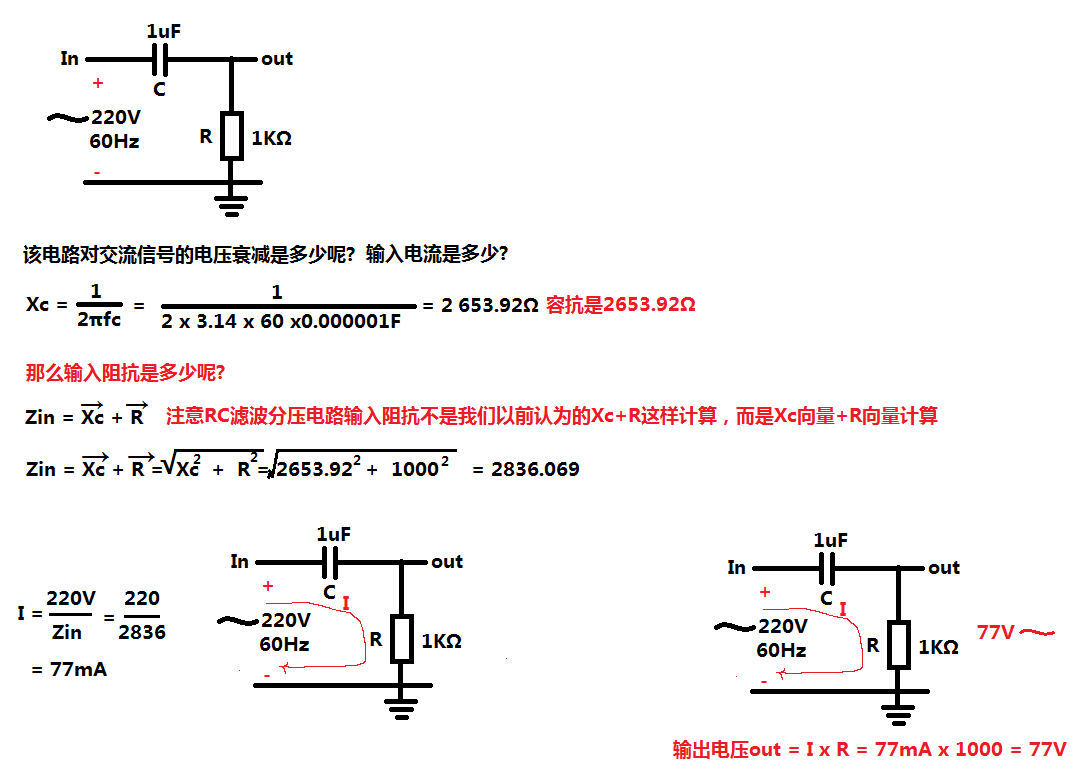 1uF
In
out
+
C
220V
60Hz
R
1KΩ
-
该电路对交流信号的电压衰减是多少呢？输入电流是多少？
Xc = 1 / 2πfc = 1 / 2 x 3.14 x 60 x0.000001F = 2 653.92Ω 容抗是2653.92Ω
那么输入阻抗是多少呢？
Zin = Xc + R 注意RC滤波分压电路输入阻抗不是我们以前认为的Xc+R这样计算，而是Xc向量+R向量计算
Zin = Xc + R =√Xc² + R² =√2653.92² + 1000² = 2836.069
I = 220V / Zin = 220 / 2836
= 77mA
1uF
In
out
+
C
I
220V
60Hz
R
1KΩ
-
1uF
In
out
+
C
I
220V
60Hz
R
1KΩ
-
77V
输出电压out = I x R = 77mA x 1000 = 77V